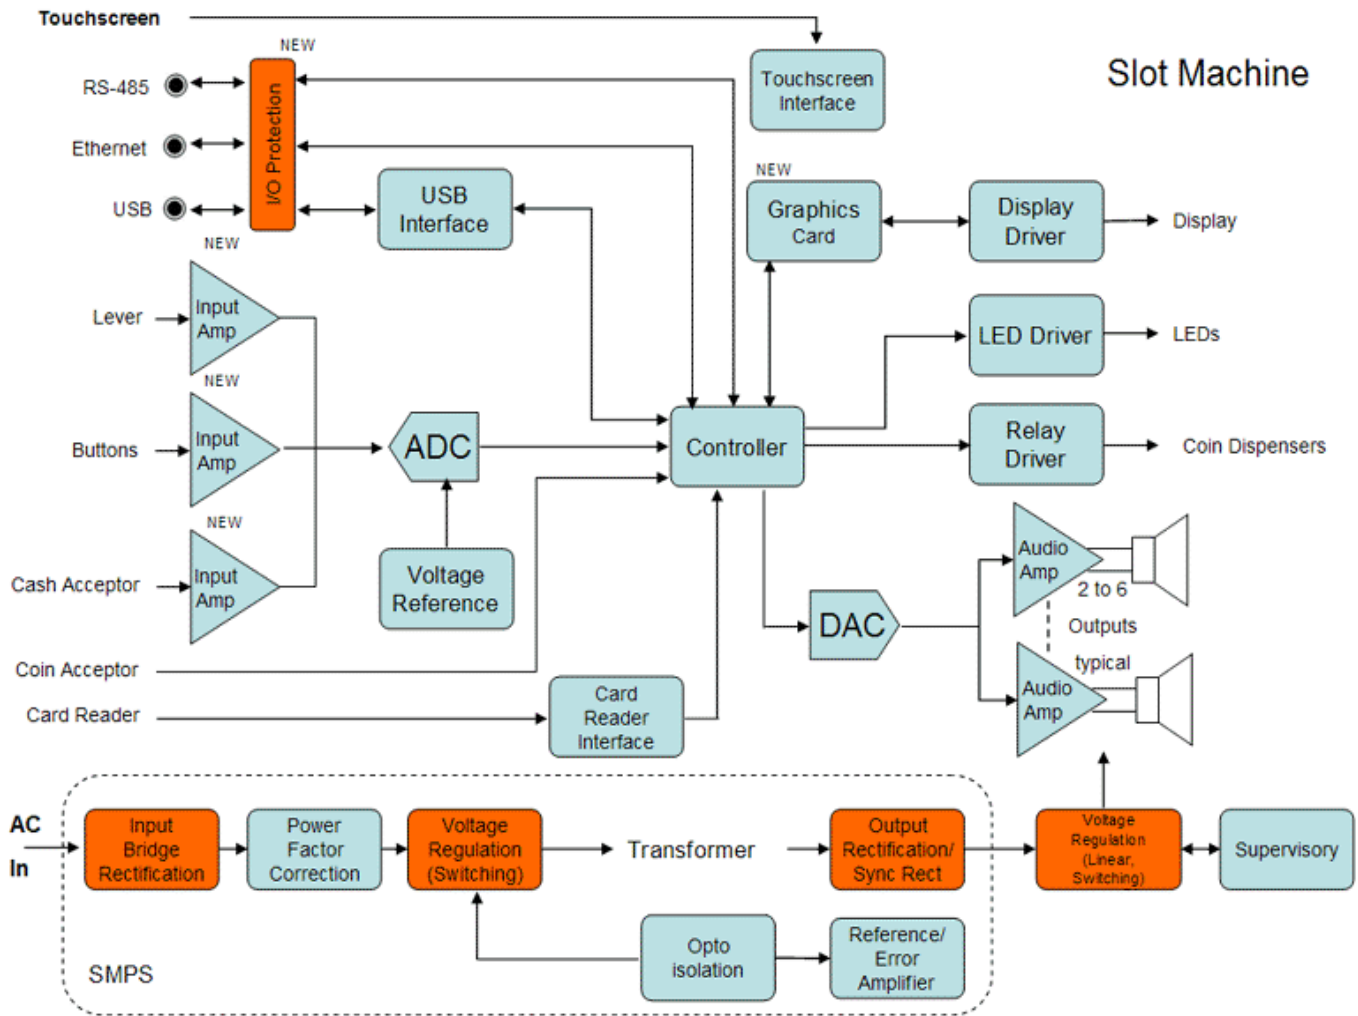 Touchscreen
NEW
Slot Machine
RS-485
Touchscreen
Interface
I/O Protection
Ethernet
NEW
USB
Interface
Graphics
Card
Display
Driver
Display
USB
NEW
Input
Amp
Lever
LED Driver
LEDs
NEW
Buttons
Input
Amp
ADC
Controller
Relay
Driver
Coin Dispensers
NEW
Cash Acceptor
Input
Amp
Voltage
Reference
Audio
Amp
2 to 6
DAC
Outputs
typical
Coin Acceptor
Card Reader
Card
Reader
Interface
Audio
Amp
AC
In
Input
Bridge
Rectification
Power
Factor
Correction
Voltage
Regulation
(Switching)
Transformer
Output
Rectification/
Sync Rect
Voltage
Regulation
(Linear,
Switching)
Supervisory
Opto
isolation
Reference/
Error
Amplifier
SMPS